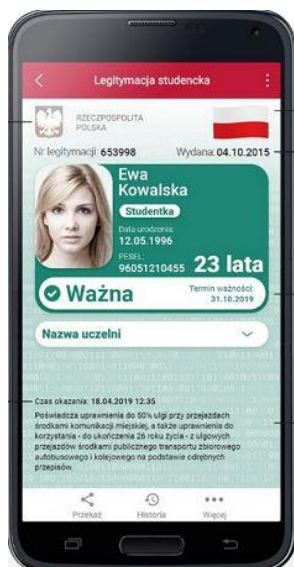 Legitymacja studencka
RZECZPOSPOLITA
POLSKA
Nr legitymacji: 653998 Wydana: 04.10.2015
Ewa
Kowalska
Studentka
Data urodzenia:
12.05.1996
PESEL:
96051210455
23 lata
Ważna
Termin ważności:
31.10.2019
Nazwa uczelni
Czas okazania: 18.04.2019 12:35
Poświadcza uprawnienia do 50% ulgi przy przejazdach
środkami komunikacji miejskiej, a także uprawnienia do
korzystania - do ukończenia 26 roku życia - z ulgowych
przejazdów środkami publicznego transportu zbiorowego
autobusowego i kolejowego na podstawie odrębnych
przepisów.
Przekaż Historia Więcej